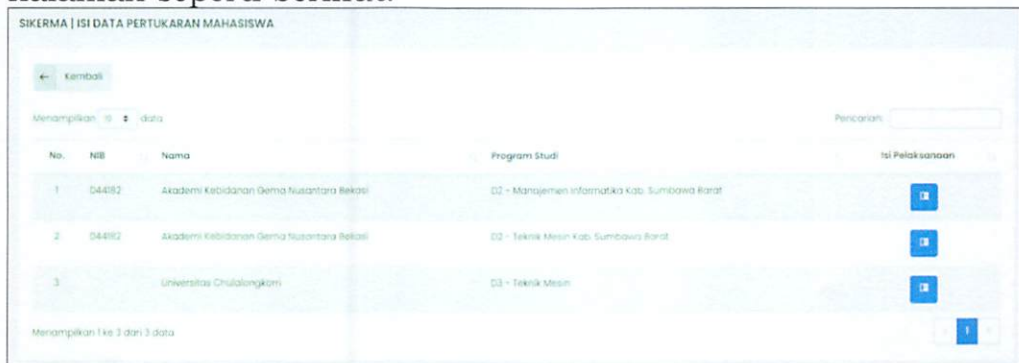 halaman seperti berikut.
SIKERMA | ISI DATA PERTUKARAN MAHASISWA
← Kembali
Menampilkan 10 data Pencarian:
No. NIB Nama Program Studi Isi Pelaksanaan
1 044182 Akademi Kebidanan Gema Nusantara Bekasi D2 - Manajemen Informatika Kab. Sumbawa Barat
2 044182 Akademi Kebidanan Gema Nusantara Bekasi D2 - Teknik Mesin Kab. Sumbawa Barat
3 Universitas Chulalongkorn D3 - Teknik Mesin
Menampilkan 1 ke 3 dari 3 data 1